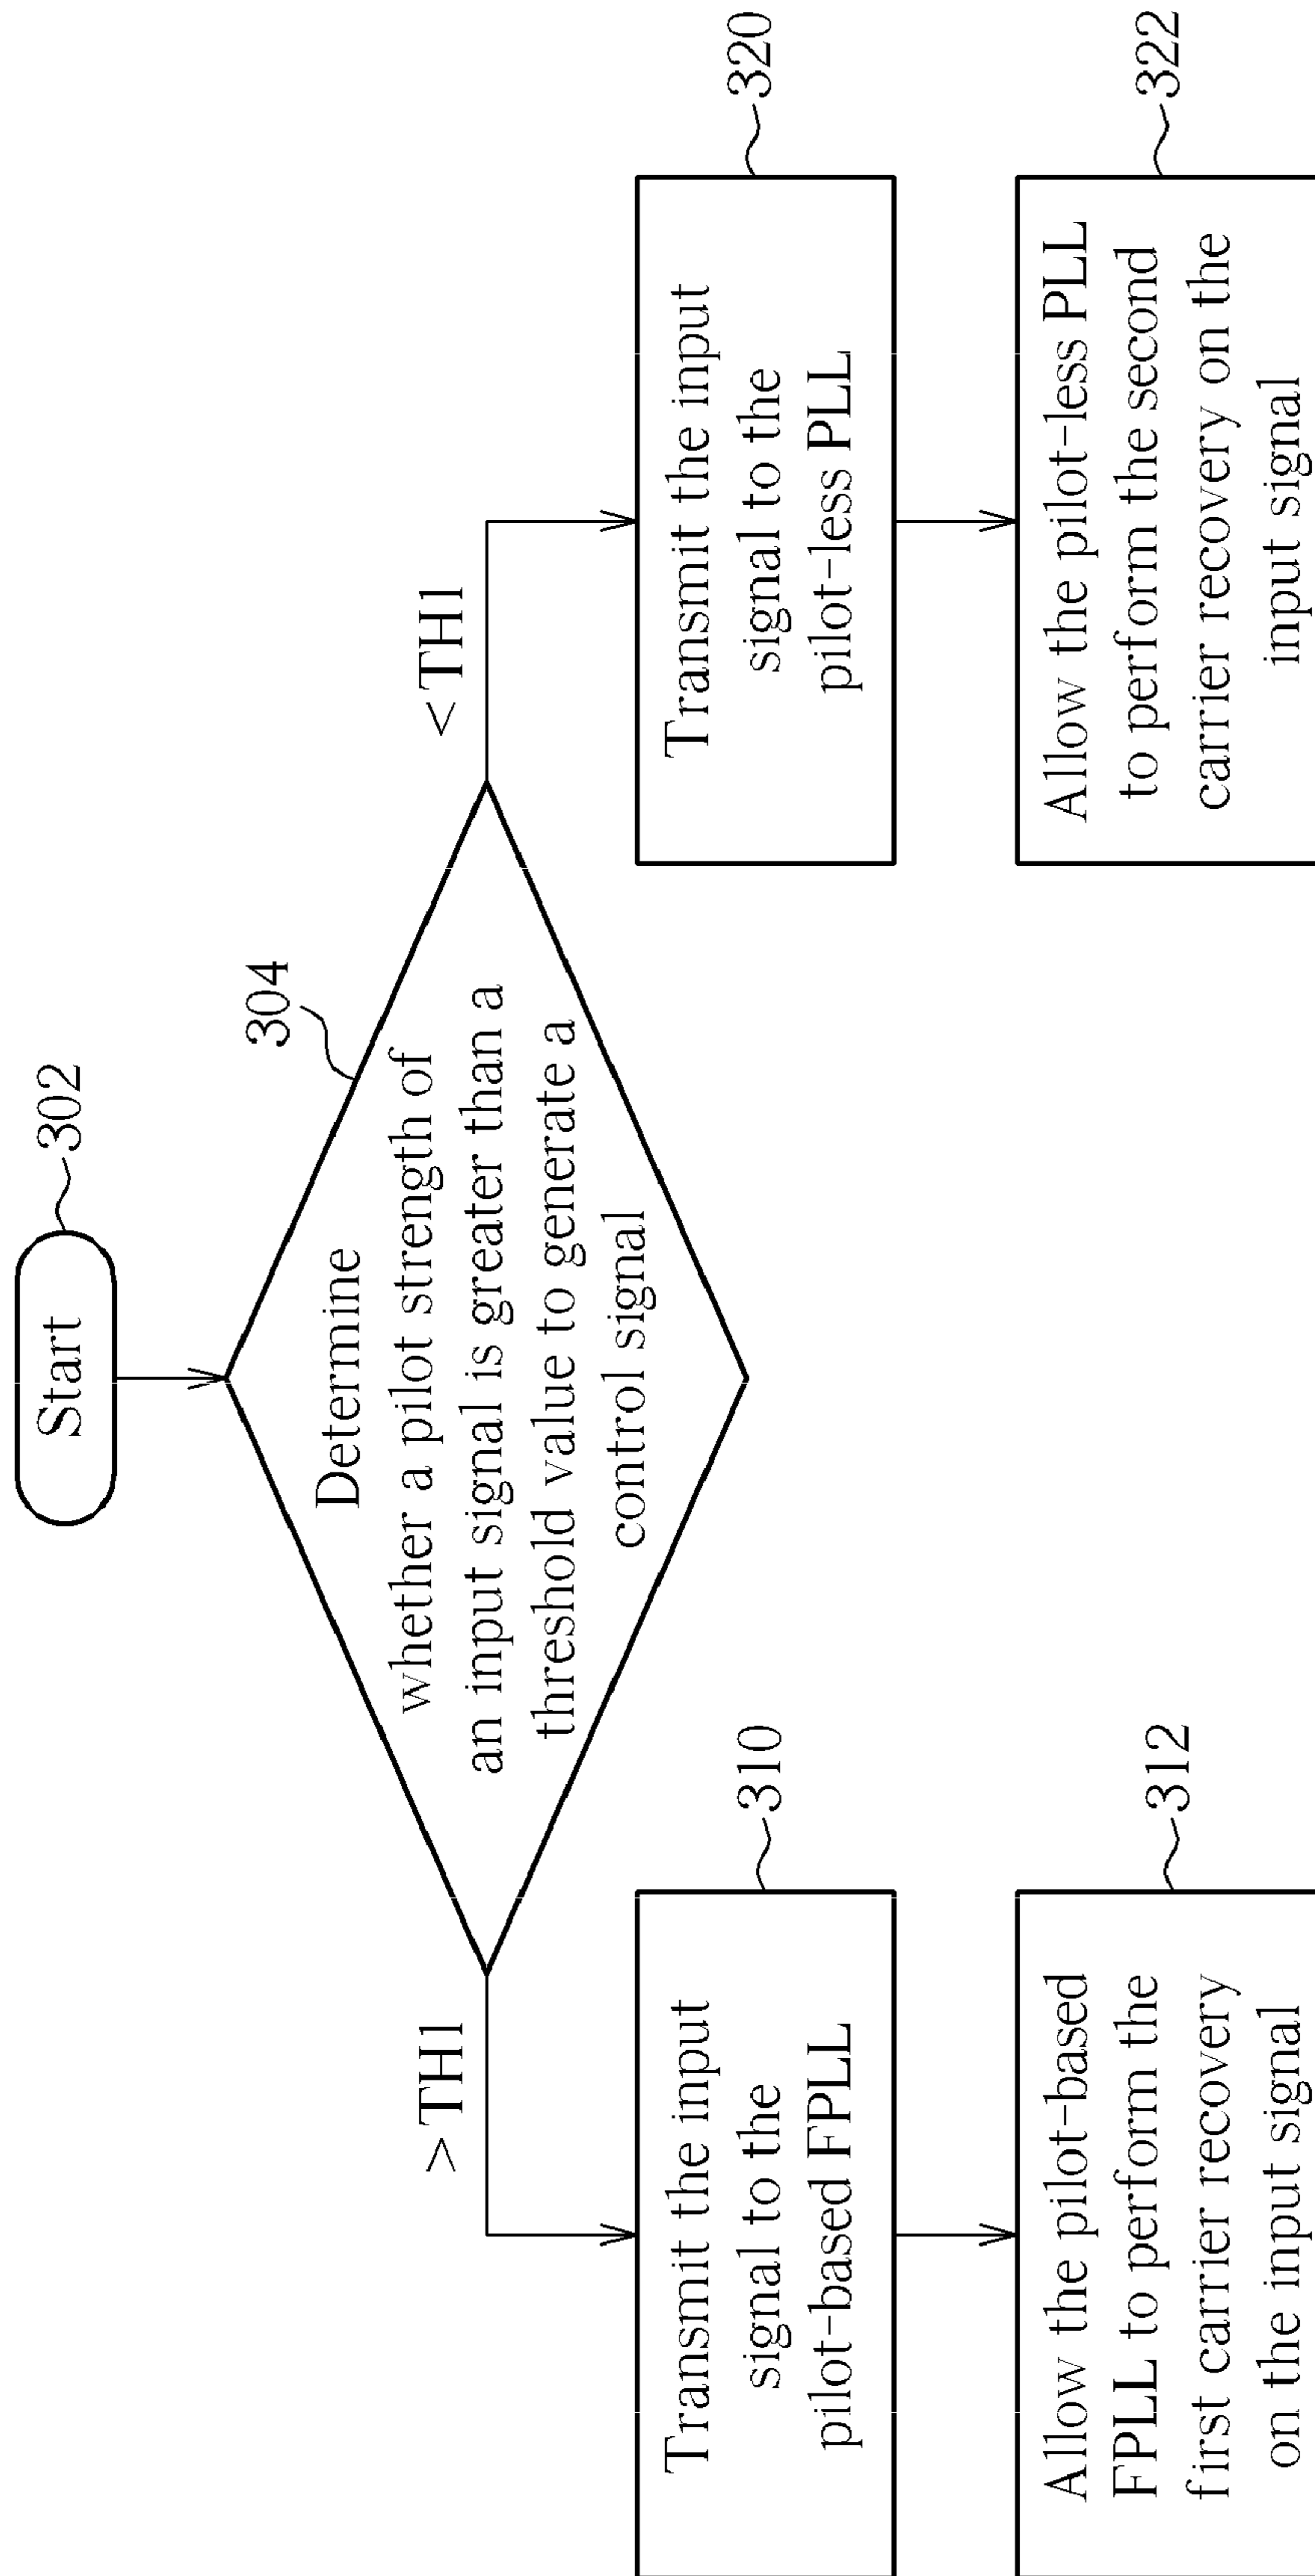 Start
302
304
Determine
whether a pilot strength of
an input signal is greater than a
threshold value to generate a
control signal
>TH1
<TH1
Transmit the input
signal to the
pilot-based FPLL
310
Transmit the input
signal to the
pilot-less PLL
320
Allow the pilot-based
FPLL to perform the
first carrier recovery
on the input signal
312
Allow the pilot-less PLL
to perform the second
carrier recovery on the
input signal
322